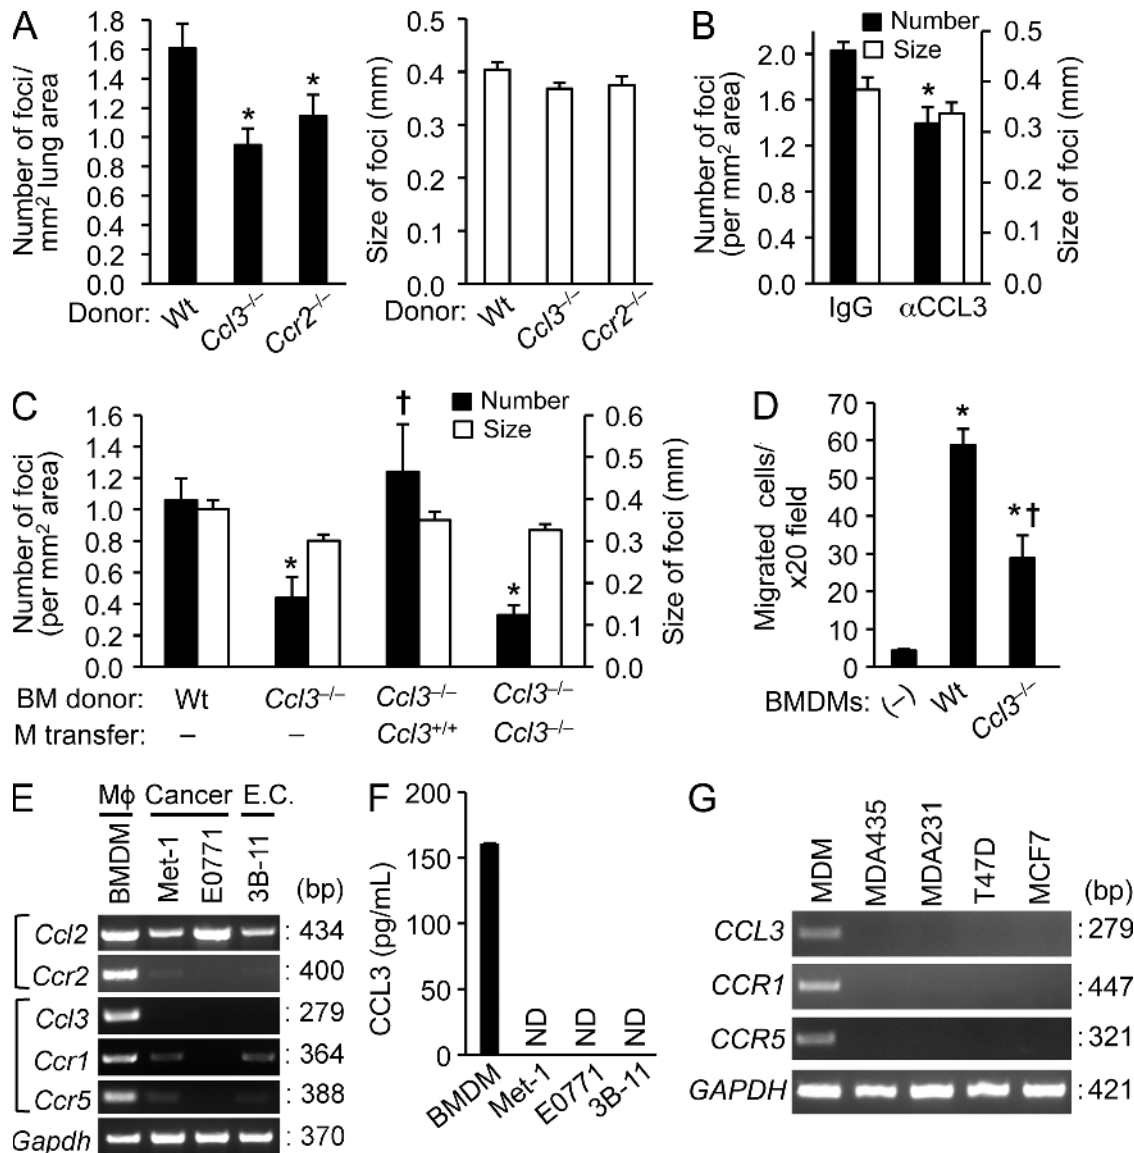 A
Number of foci/
mm² lung area
1.8
1.6
1.4
1.2
1.0
0.8
0.6
0.4
0.2
0.0
*
*
Donor:
Wt
Ccl3–/–
Ccr2–/–
Size of foci (mm)
0.5
0.4
0.3
0.2
0.1
0.0
Donor:
Wt
Ccl3–/–
Ccr2–/–
B
Number
Size
Number of foci
(per mm² area)
2.0
1.6
1.2
2.4
0.0
*
0.5
0.4
0.3
0.2
0.1
0.0
Size of foci (mm)
IgG
αCCL3
C
Number
Size
Number of foci
(per mm² area)
1.6
1.4
1.2
1.0
0.8
0.6
0.4
0.2
0.0
*
†
*
0.6
0.5
0.4
0.3
0.2
0.1
0.0
Size of foci (mm)
BM donor: Wt Ccl3–/– Ccl3–/– Ccl3–/–
M transfer: – – Ccl3+/+ Ccl3–/–
D
Migrated cells/
x20 field
70
60
50
40
30
20
10
0
*
*†
BMDMs: (–) Wt Ccl3–/–
E
Mϕ Cancer E.C.
BMDM Met-1 E0771 3B-11 (bp)
Ccl2 : 434
Ccr2 : 400
Ccl3 : 279
Ccr1 : 364
Ccr5 : 388
Gapdh : 370
F
CCL3 (pg/mL)
200
150
100
50
0
ND ND ND
BMDM Met-1 E0771 3B-11
G
MDM MDA435 MDA231 T47D MCF7 (bp)
CCL3 : 279
CCR1 : 447
CCR5 : 321
GAPDH : 421